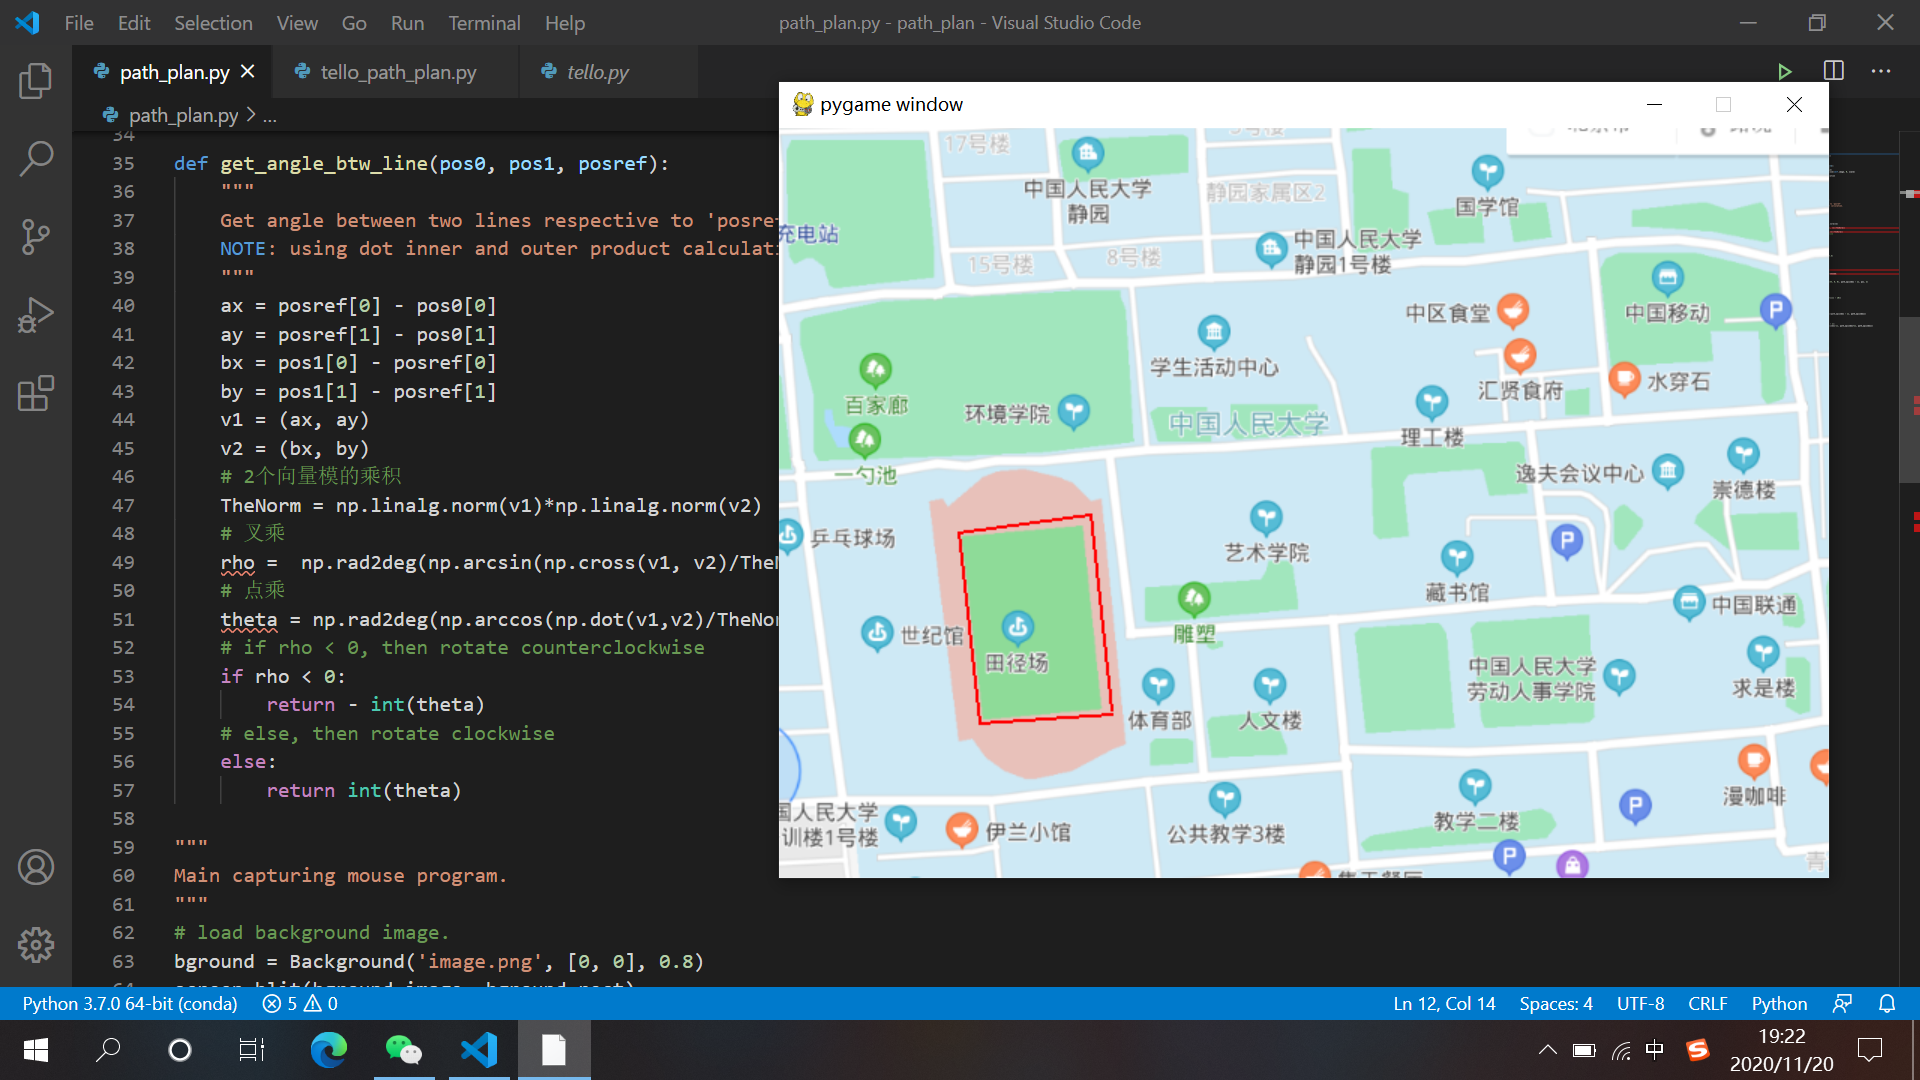 File Edit Selection View Go Run Terminal Help
path_plan.py - path_plan - Visual Studio Code
path_plan.py tello_path_plan.py tello.py
path_plan.py > ...
34
35 def get_angle_btw_line(pos0, pos1, posref):
36 """
37 Get angle between two lines respective to 'posre
38 NOTE: using dot inner and outer product calculat
39 """
40 ax = posref[0] - pos0[0]
41 ay = posref[1] - pos0[1]
42 bx = pos1[0] - posref[0]
43 by = pos1[1] - posref[1]
44 v1 = (ax, ay)
45 v2 = (bx, by)
46 # 2个向量模的乘积
47 TheNorm = np.linalg.norm(v1)*np.linalg.norm(v2)
48 # 叉乘
49 rho =  np.rad2deg(np.arcsin(np.cross(v1, v2)/TheN
50 # 点乘
51 theta = np.rad2deg(np.arccos(np.dot(v1,v2)/TheNor
52 # if rho < 0, then rotate counterclockwise
53 if rho < 0:
54 return - int(theta)
55 # else, then rotate clockwise
56 else:
57 return int(theta)
58
59 """
60 Main capturing mouse program.
61 """
62 # load background image.
63 bground = Background('image.png', [0, 0], 0.8)
pygame window
17号楼
中国人民大学
静园
静园家属区2
国学馆
充电站
中国人民大学
静园1号楼
15号楼
8号楼
中区食堂
中国移动
P
学生活动中心
汇贤食府
水穿石
百家廊
环境学院
中国人民大学
理工楼
一勺池
逸夫会议中心
崇德楼
乒乓球场
艺术学院
P
藏书馆
中国联通
世纪馆
雕塑
田径场
中国人民大学
劳动人事学院
求是楼
体育部
人文楼
漫咖啡
国人民大学
训楼1号楼
伊兰小馆
公共教学3楼
教学二楼
P
P
青
Python 3.7.0 64-bit (conda) 5 0
Ln 12, Col 14 Spaces: 4 UTF-8 CRLF Python
中
19:22
2020/11/20